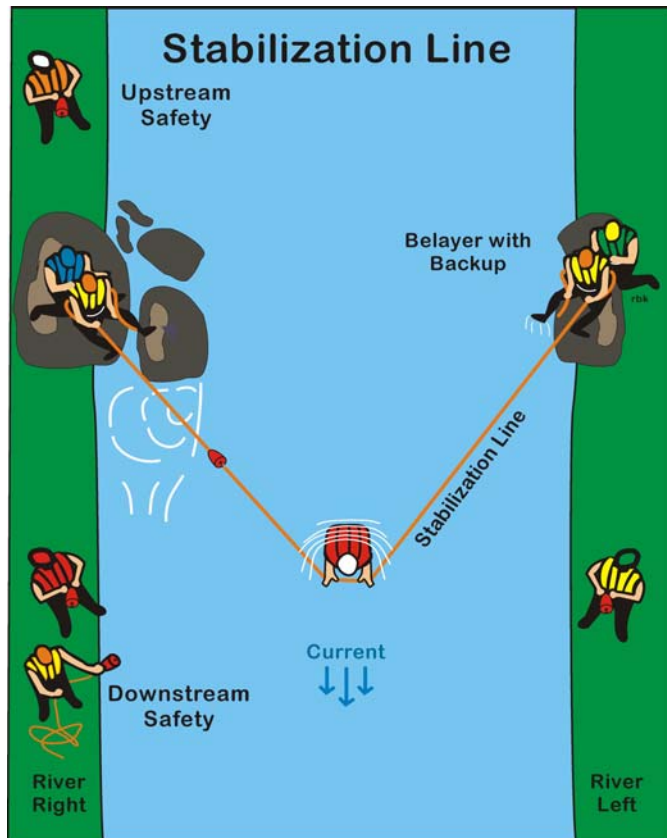 Stabilization Line
Upstream
Safety
Belayer with
Backup
rbk
Stabilization Line
Current
Downstream
Safety
River
Right
River
Left